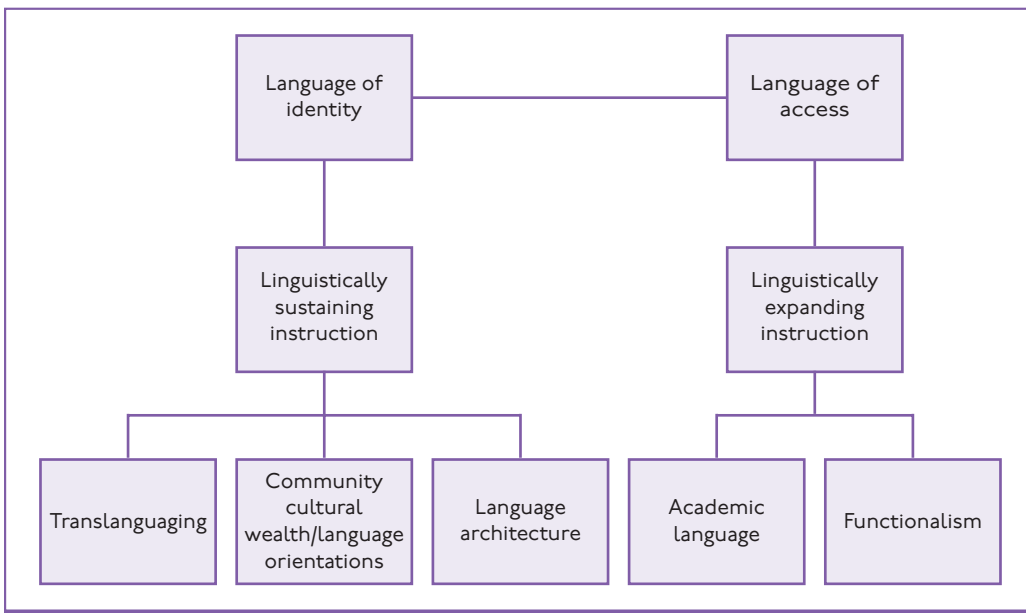 Language of
identity
Language of
access
Linguistically
sustaining
instruction
Linguistically
expanding
instruction
Translanguaging
Community
cultural
wealth/language
orientations
Language
architecture
Academic
language
Functionalism